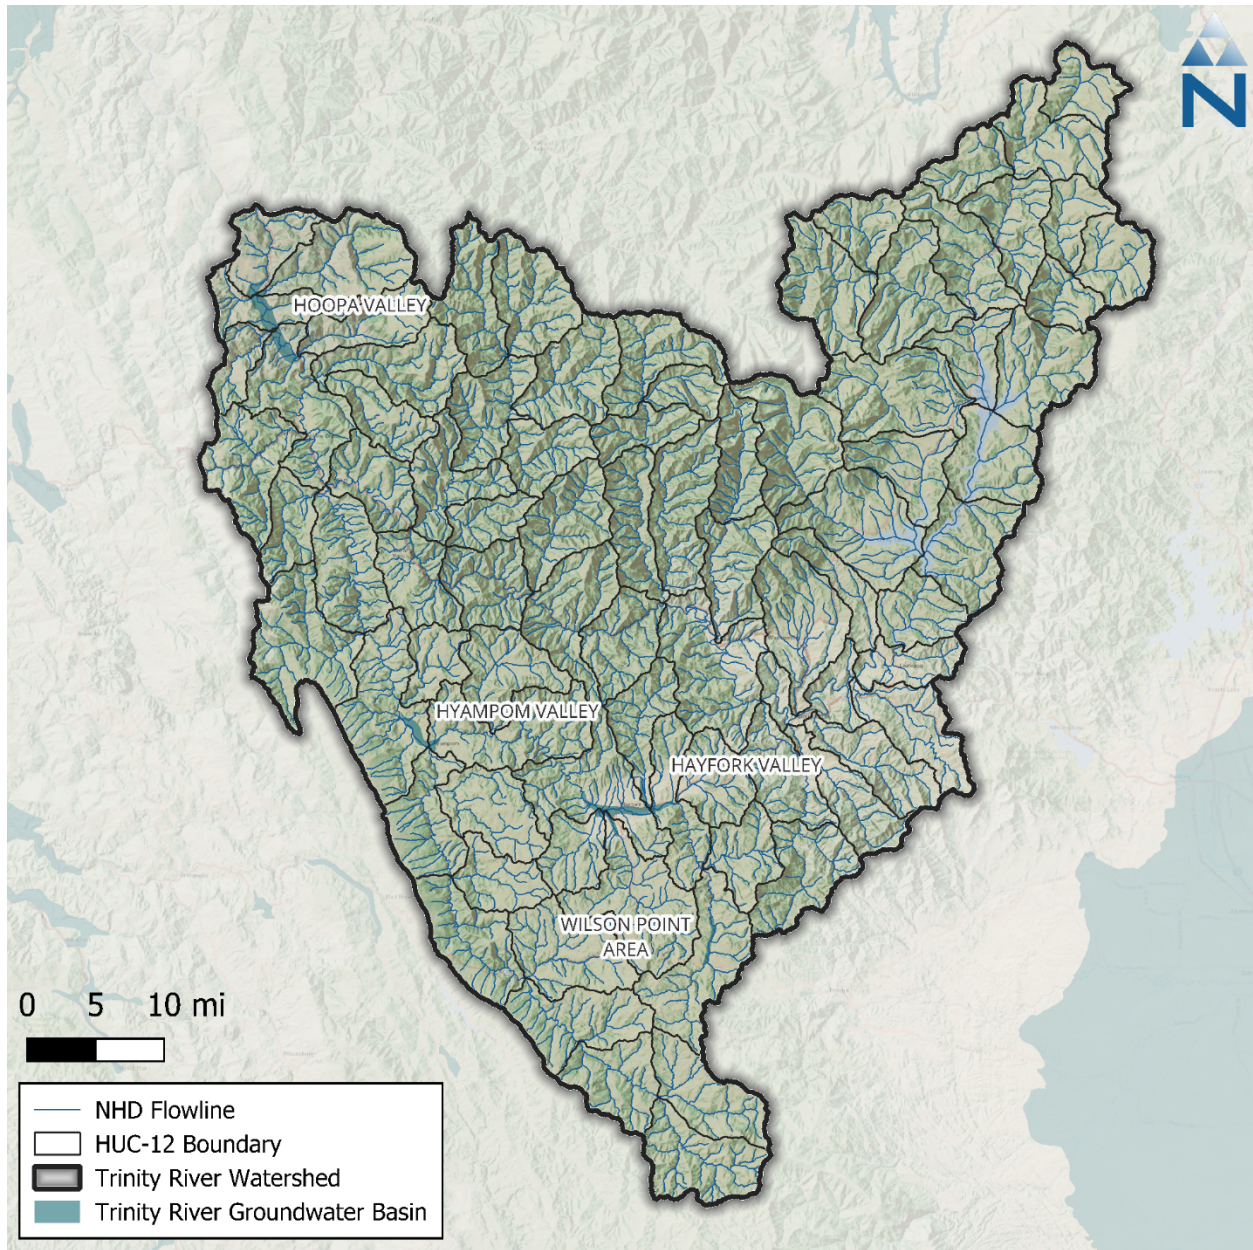 N
HOOPA VALLEY
HYAMPOM VALLEY
HAYFORK VALLEY
WILSON POINT
AREA
0 5 10 mi
NHD Flowline
HUC-12 Boundary
Trinity River Watershed
Trinity River Groundwater Basin